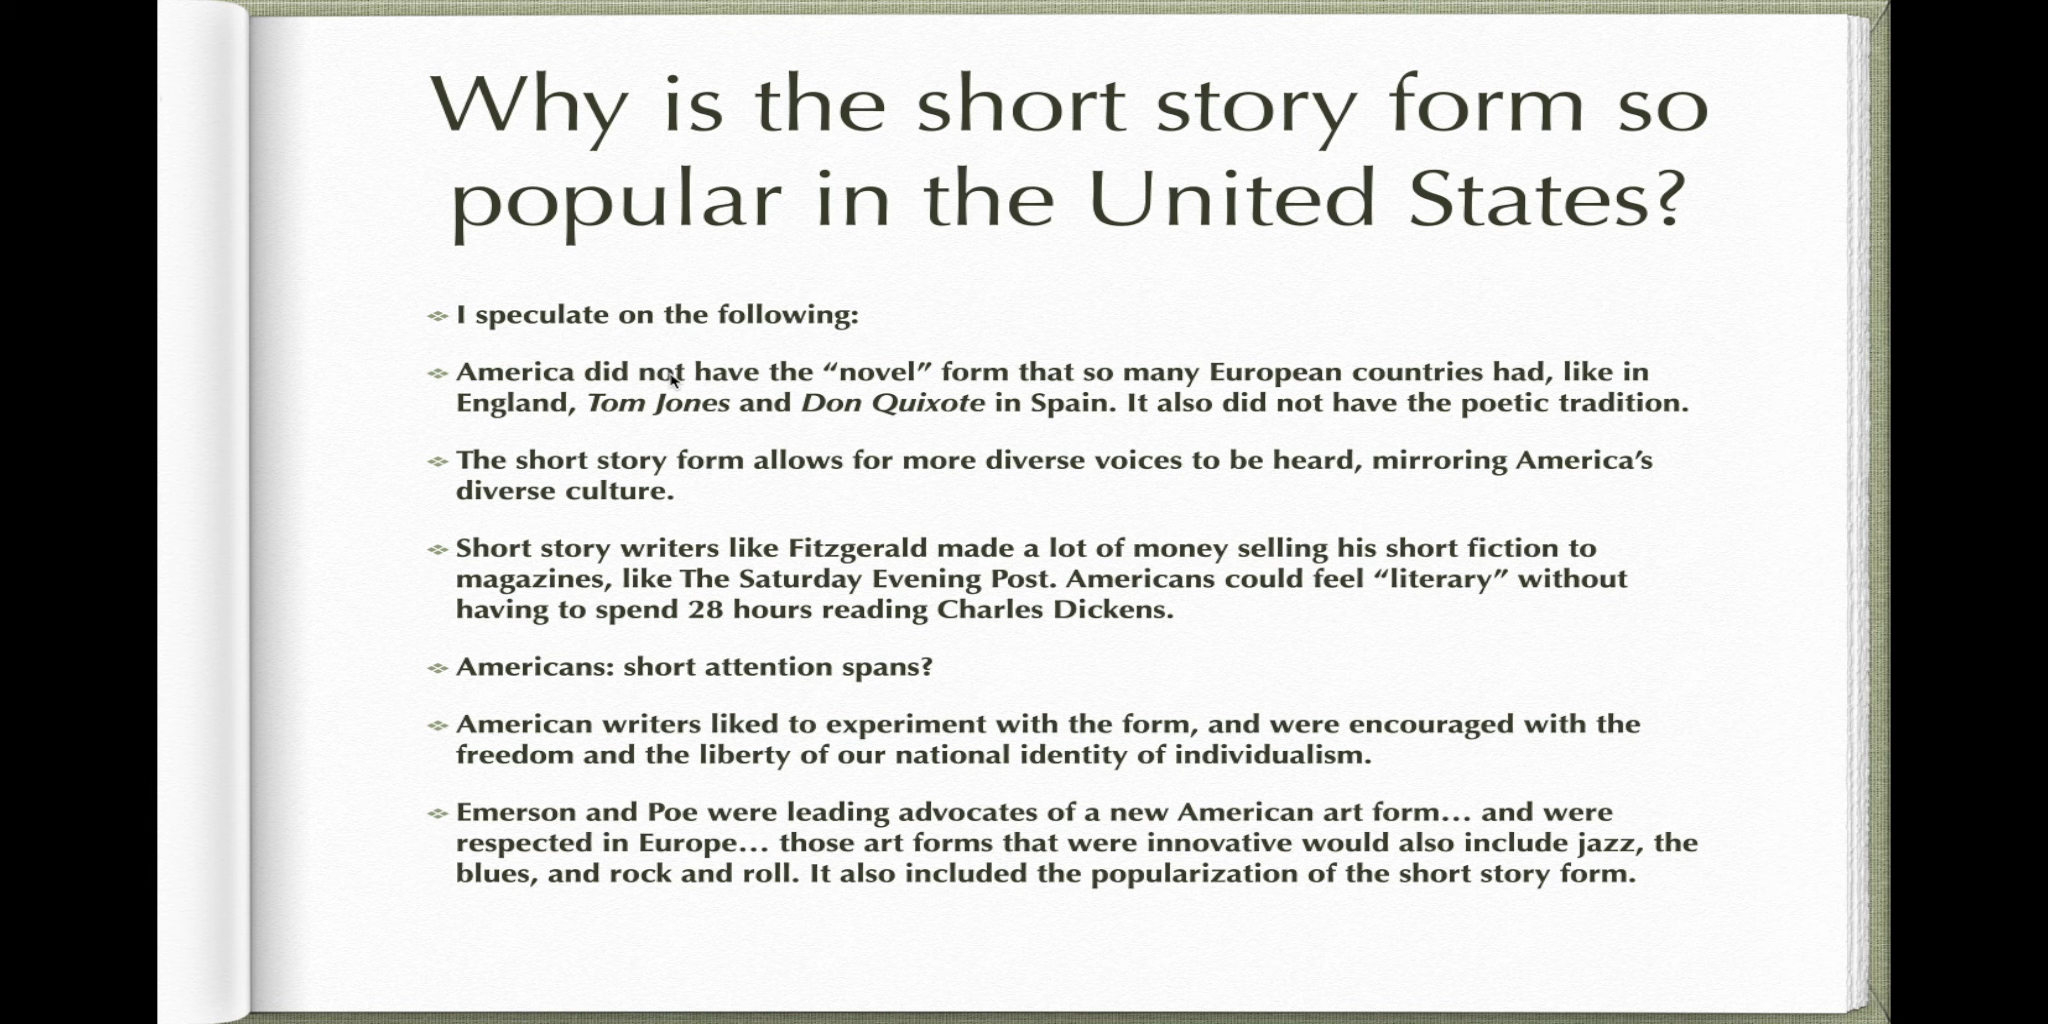 Why is the short story form so
popular in the United States?
I speculate on the following:
America did not have the “novel” form that so many European countries had, like in
England, Tom Jones and Don Quixote in Spain. It also did not have the poetic tradition.
The short story form allows for more diverse voices to be heard, mirroring America’s
diverse culture.
Short story writers like Fitzgerald made a lot of money selling his short fiction to
magazines, like The Saturday Evening Post. Americans could feel “literary” without
having to spend 28 hours reading Charles Dickens.
Americans: short attention spans?
American writers liked to experiment with the form, and were encouraged with the
freedom and the liberty of our national identity of individualism.
Emerson and Poe were leading advocates of a new American art form... and were
respected in Europe... those art forms that were innovative would also include jazz, the
blues, and rock and roll. It also included the popularization of the short story form.